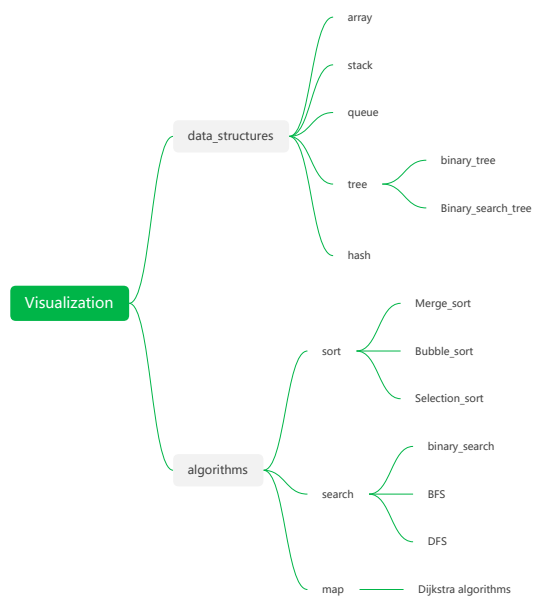 array
stack
queue
data_structures
tree
binary_tree
Binary_search_tree
hash
Visualization
sort
Merge_sort
Bubble_sort
Selection_sort
algorithms
search
binary_search
BFS
DFS
map
Dijkstra algorithms